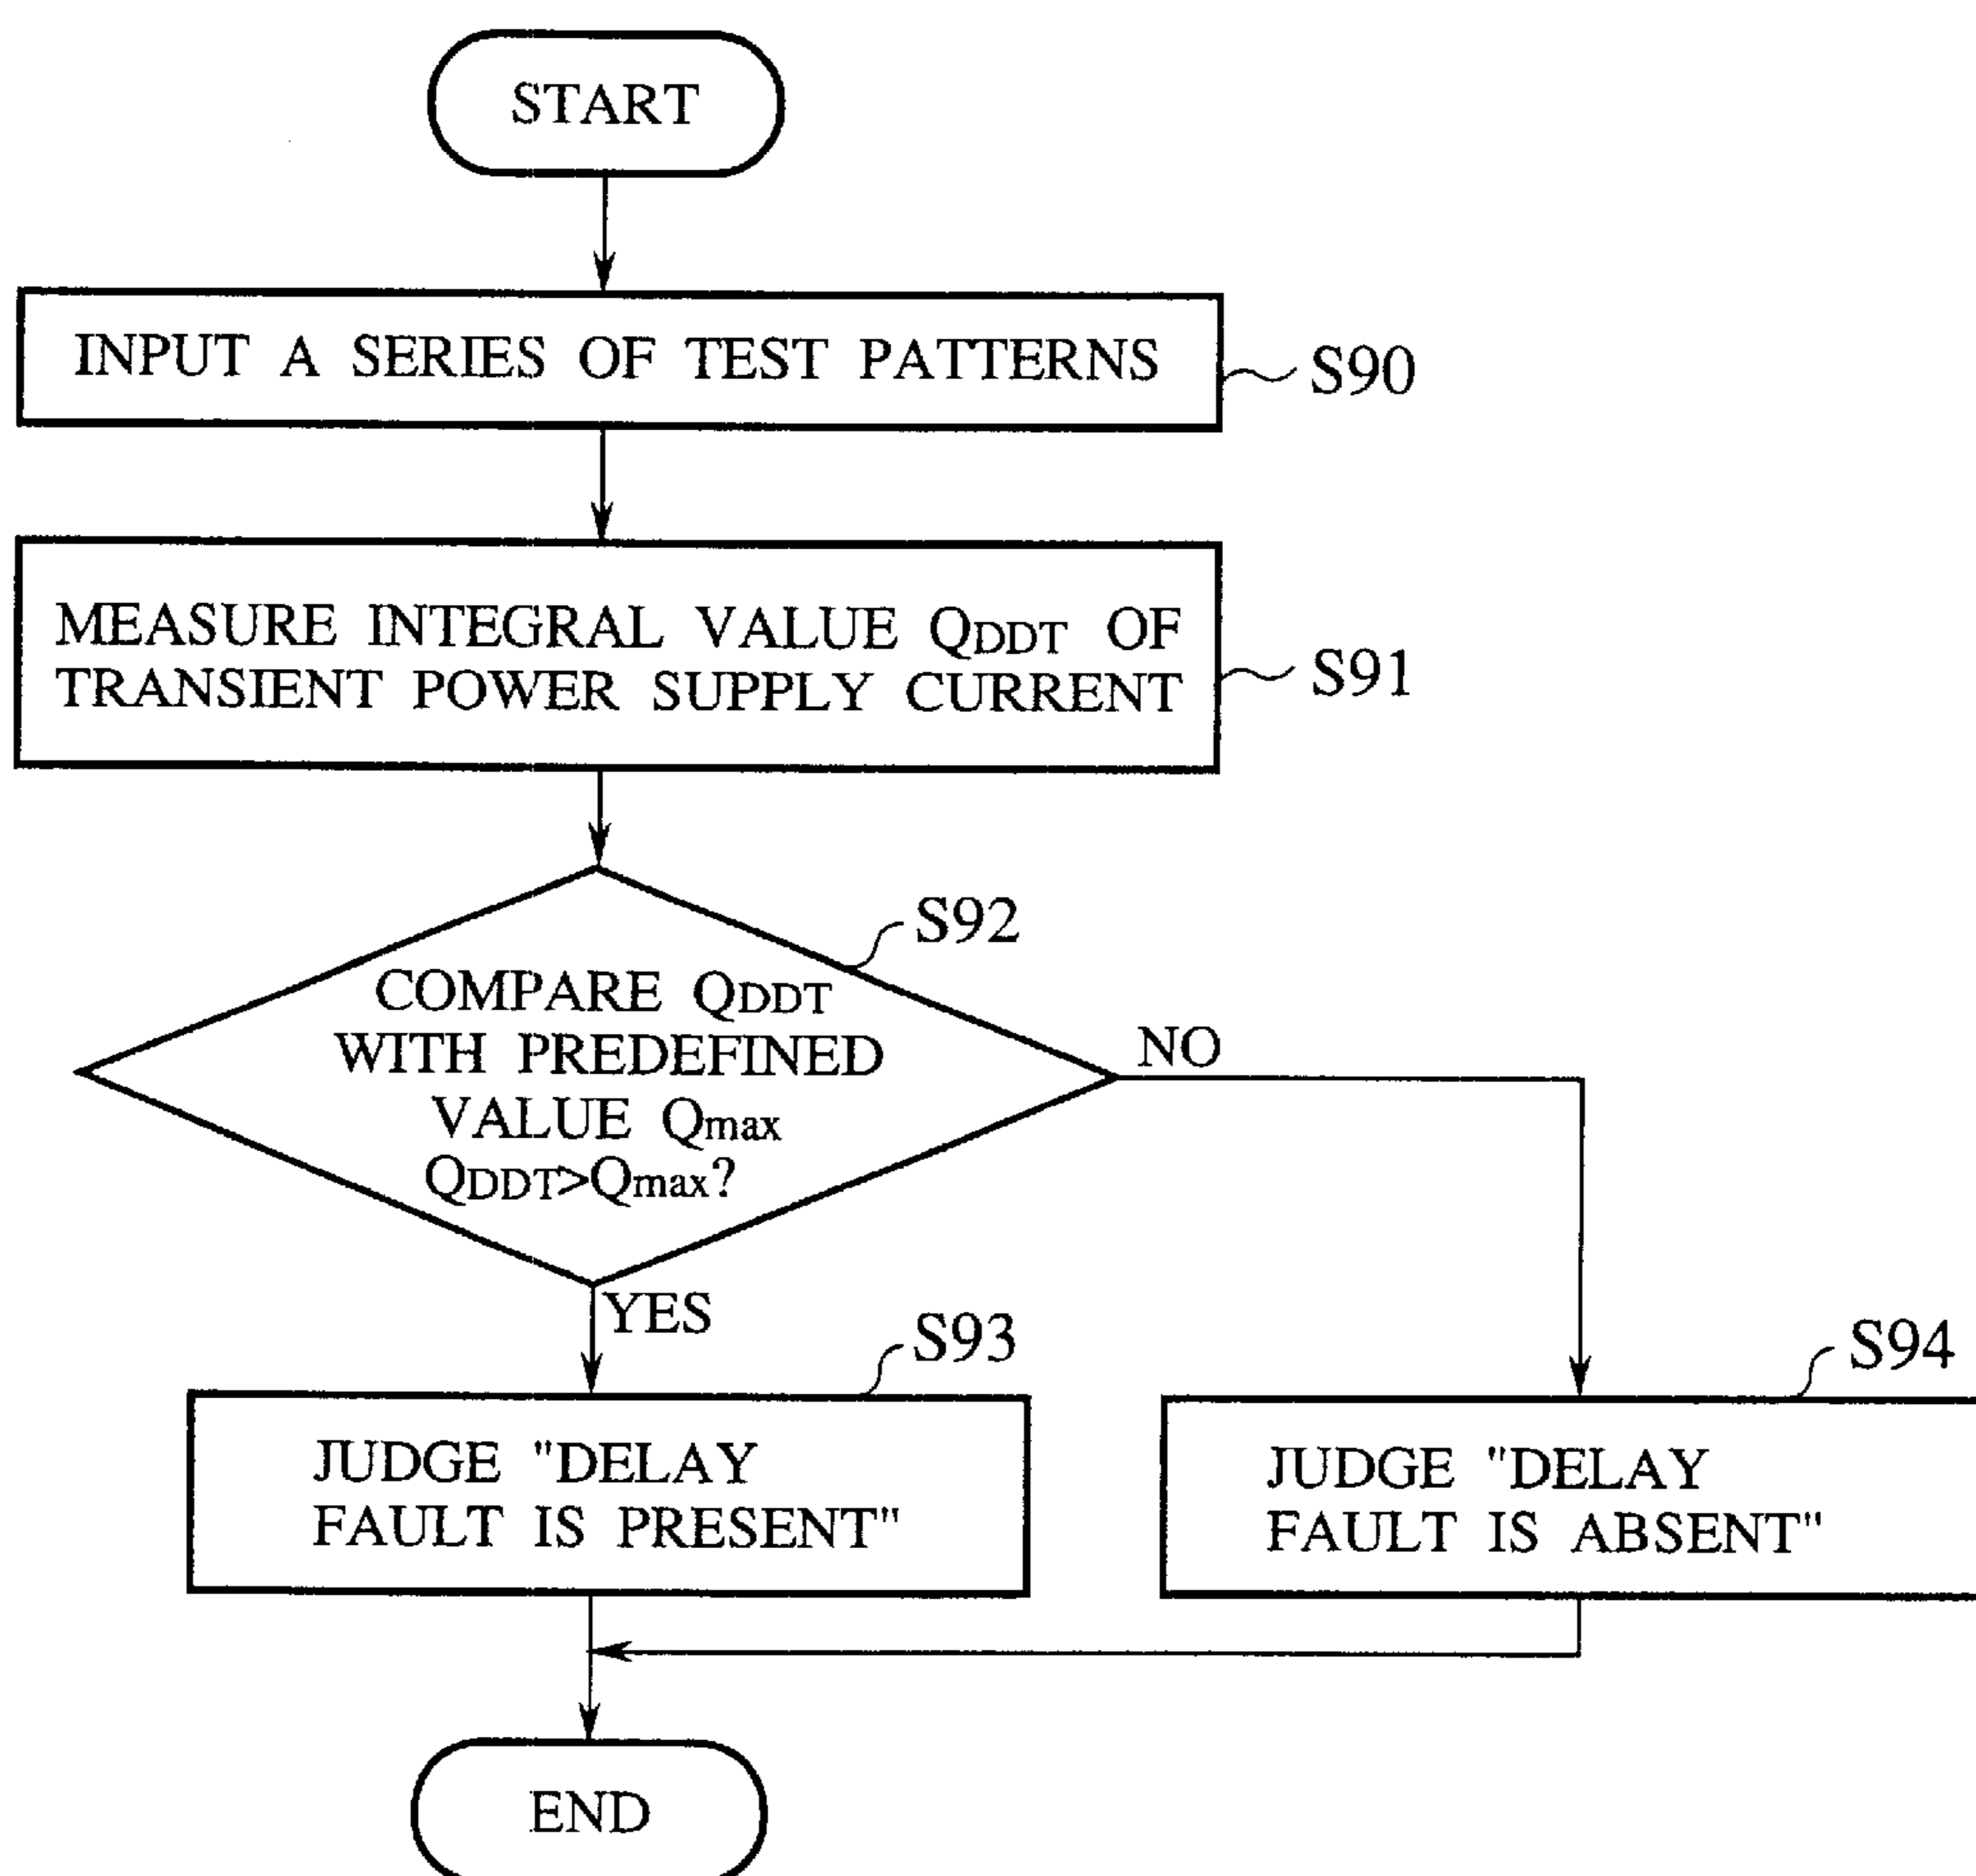 START
INPUT A SERIES OF TEST PATTERNS
S90
MEASURE INTEGRAL VALUE QDDT OF
TRANSIENT POWER SUPPLY CURRENT
S91
S92
COMPARE QDDT
WITH PREDEFINED
VALUE Qmax
QDDT>Qmax?
NO
YES
S93
JUDGE "DELAY
FAULT IS PRESENT"
S94
JUDGE "DELAY
FAULT IS ABSENT"
END